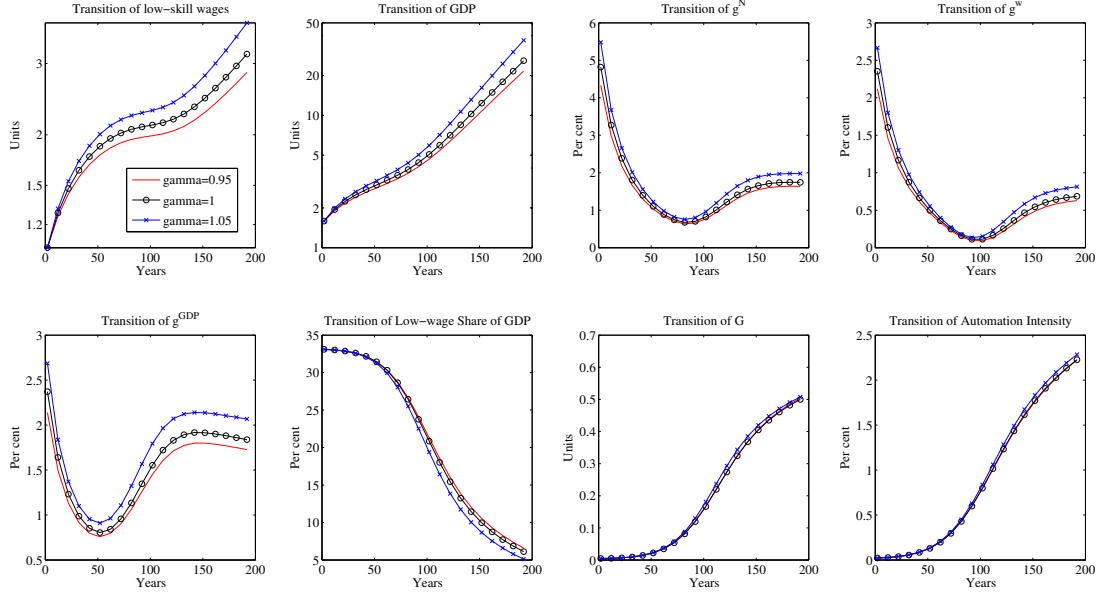 Transition of low−skill wages
Units
3
2
1.5
1.2
0 50 100 150 200
Years
gamma=0.95
gamma=1
gamma=1.05
Transition of GDP
Units
50
20
10
5
2
1
0 50 100 150 200
Years
Transition of g^N
Per cent
6
5
4
3
2
1
0
0 50 100 150 200
Years
Transition of g^w
Per cent
3
2.5
2
1.5
1
0.5
0
0 50 100 150 200
Years
Transition of g^GDP
Per cent
3
2.5
2
1.5
1
0.5
0 50 100 150 200
Years
Transition of Low−wage Share of GDP
Per cent
35
30
25
20
15
10
5
0 50 100 150 200
Years
Transition of G
Units
0.7
0.6
0.5
0.4
0.3
0.2
0.1
0
0 50 100 150 200
Years
Transition of Automation Intensity
Per cent
2.5
2
1.5
1
0.5
0
0 50 100 150 200
Years